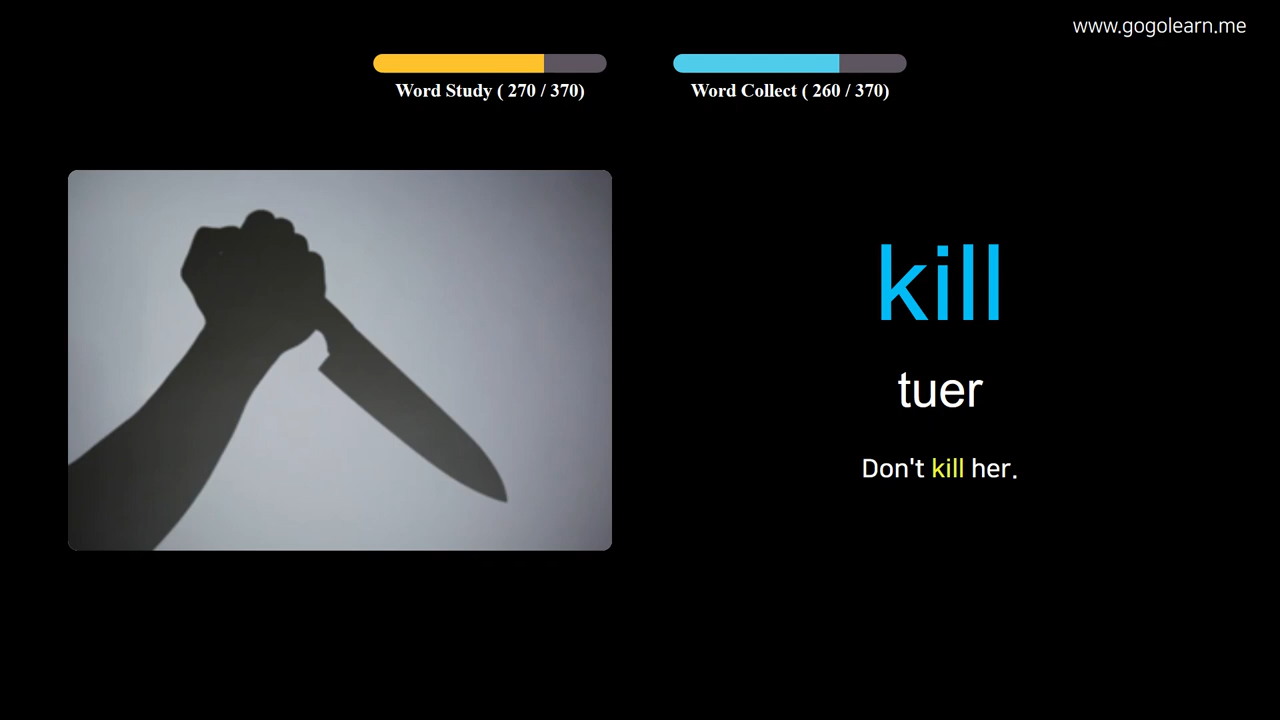 www.gogolearn.me
Word Study ( 270 / 370)
Word Collect ( 260 / 370)
kill
tuer
Don't kill her.